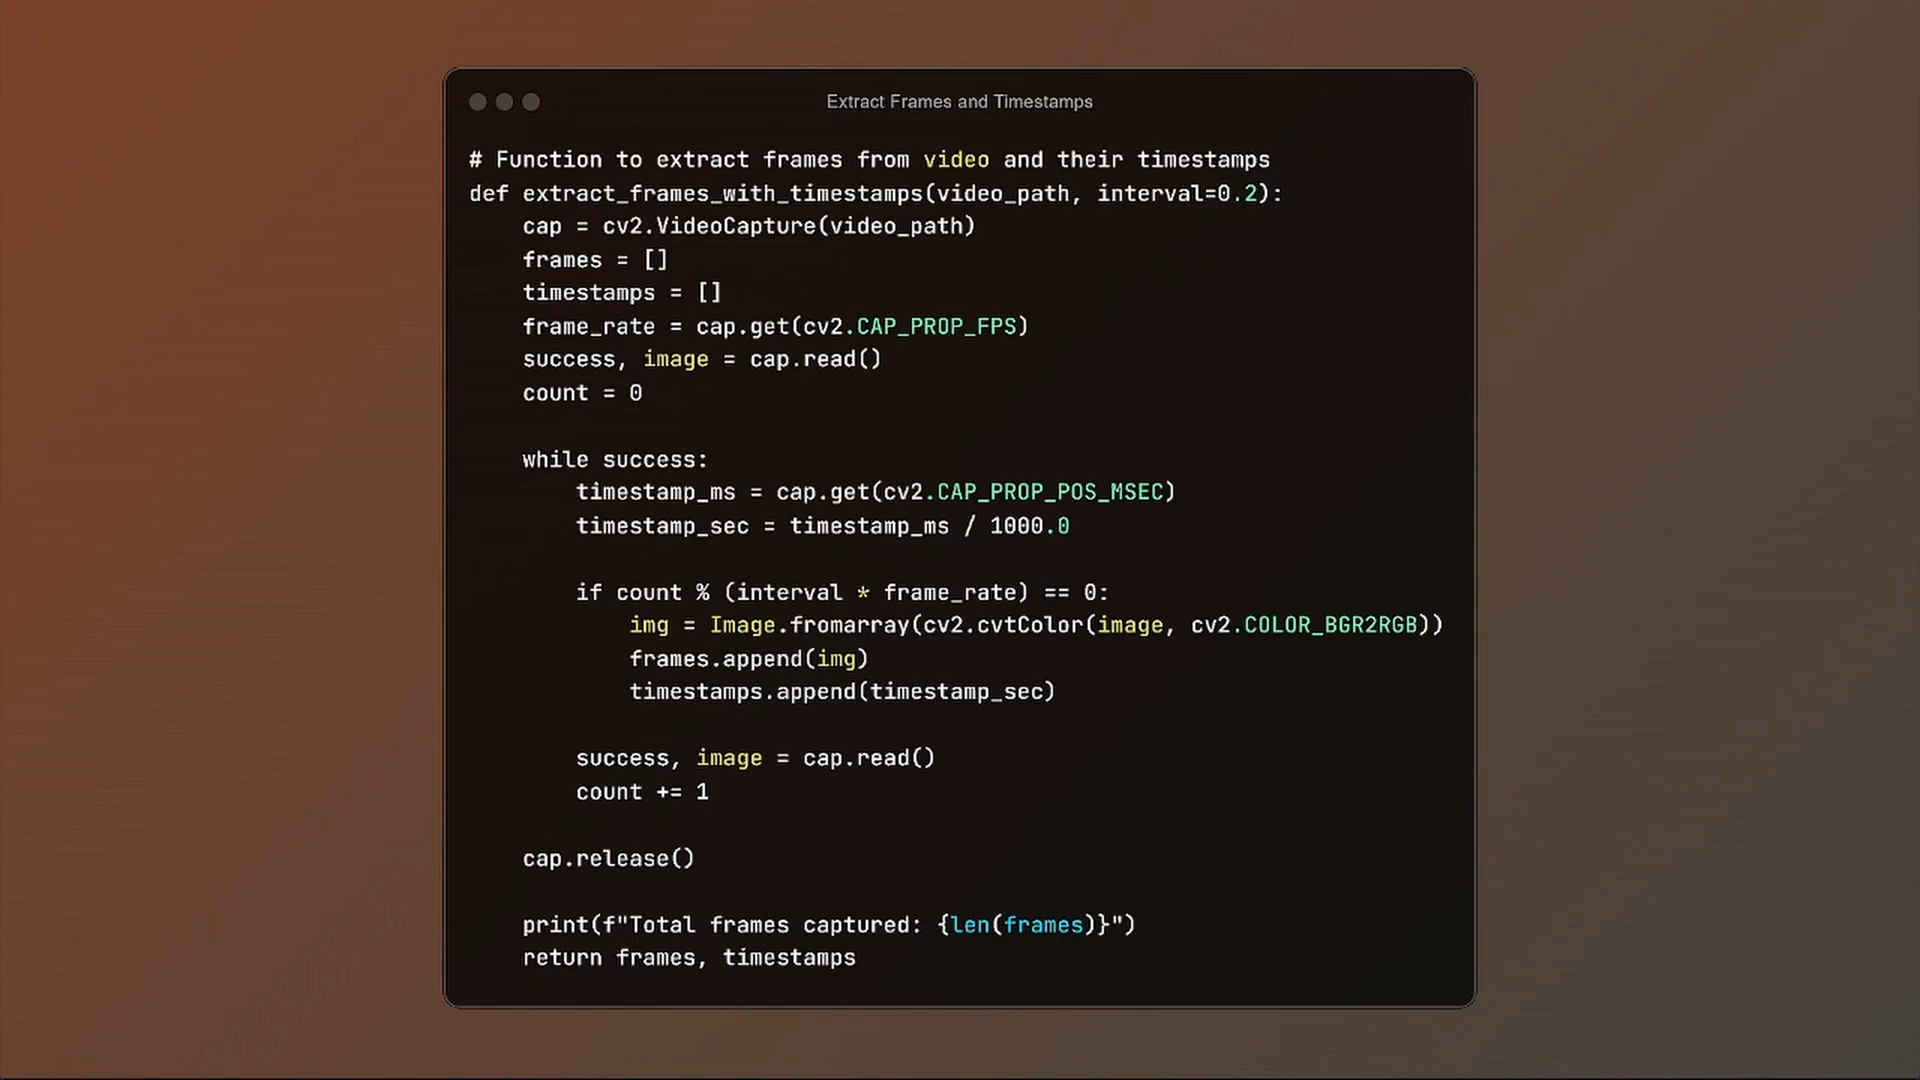 Extract Frames and Timestamps
# Function to extract frames from video and their timestamps
def extract_frames_with_timestamps(video_path, interval=0.2):
    cap = cv2.VideoCapture(video_path)
    frames = []
    timestamps = []
    frame_rate = cap.get(cv2.CAP_PROP_FPS)
    success, image = cap.read()
    count = 0
    while success:
        timestamp_ms = cap.get(cv2.CAP_PROP_POS_MSEC)
        timestamp_sec = timestamp_ms / 1000.0
        if count % (interval * frame_rate) == 0:
            img = Image.fromarray(cv2.cvtColor(image, cv2.COLOR_BGR2RGB))
            frames.append(img)
            timestamps.append(timestamp_sec)
        success, image = cap.read()
        count += 1
    cap.release()
    print(f"Total frames captured: {len(frames)}")
    return frames, timestamps